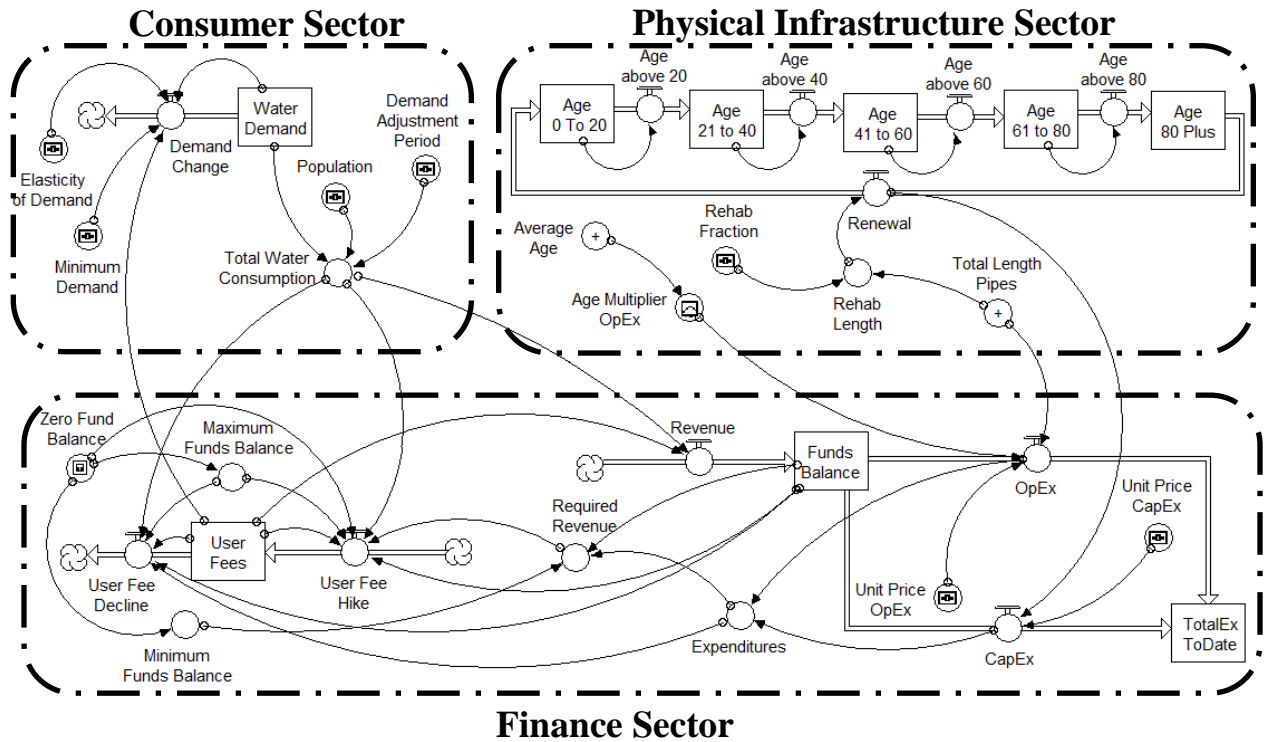 Consumer Sector
Physical Infrastructure Sector
Water
Demand
Demand
Adjustment
Period
Demand
Change
Population
Elasticity
of Demand
Minimum
Demand
Total Water
Consumption
Age
above 20
Age
above 40
Age
above 60
Age
above 80
Age
0 To 20
Age
21 to 40
Age
41 to 60
Age
61 to 80
Age
80 Plus
Renewal
Average
Age
Rehab
Fraction
+
Age Multiplier
OpEx
Rehab
Length
Total Length
Pipes
+
Zero Fund
Balance
Maximum
Funds Balance
Revenue
Funds
Balance
OpEx
Unit Price
CapEx
Required
Revenue
User
Fees
User Fee
Decline
User Fee
Hike
Unit Price
OpEx
Minimum
Funds Balance
Expenditures
CapEx
TotalEx
ToDate
Finance Sector